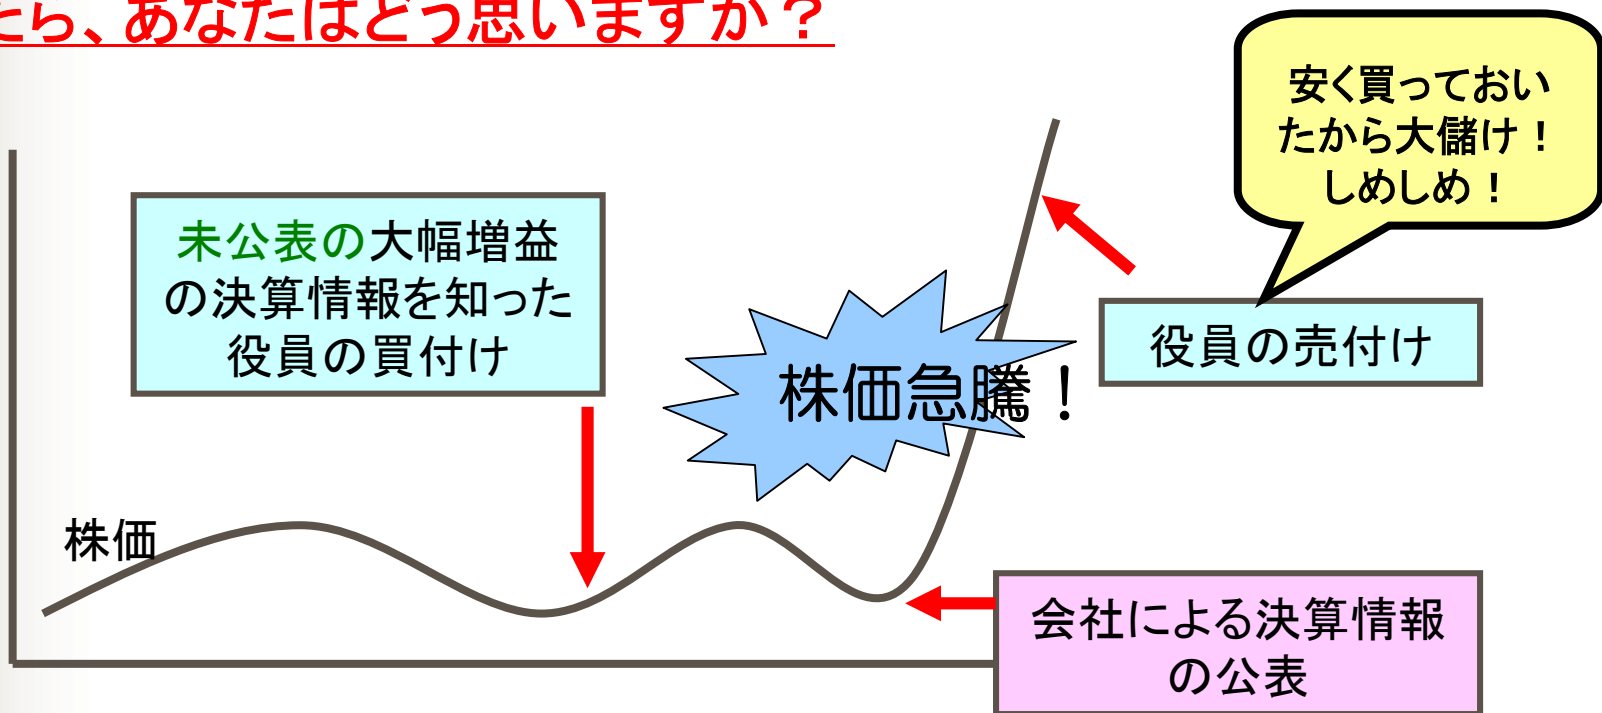 たら、あなたはどう思いますか？
安く買っておい
たから大儲け！
しめしめ！
未公表の大幅増益
の決算情報を知った
役員の買付け
役員の売付け
株価急騰！
株価
会社による決算情報
の公表